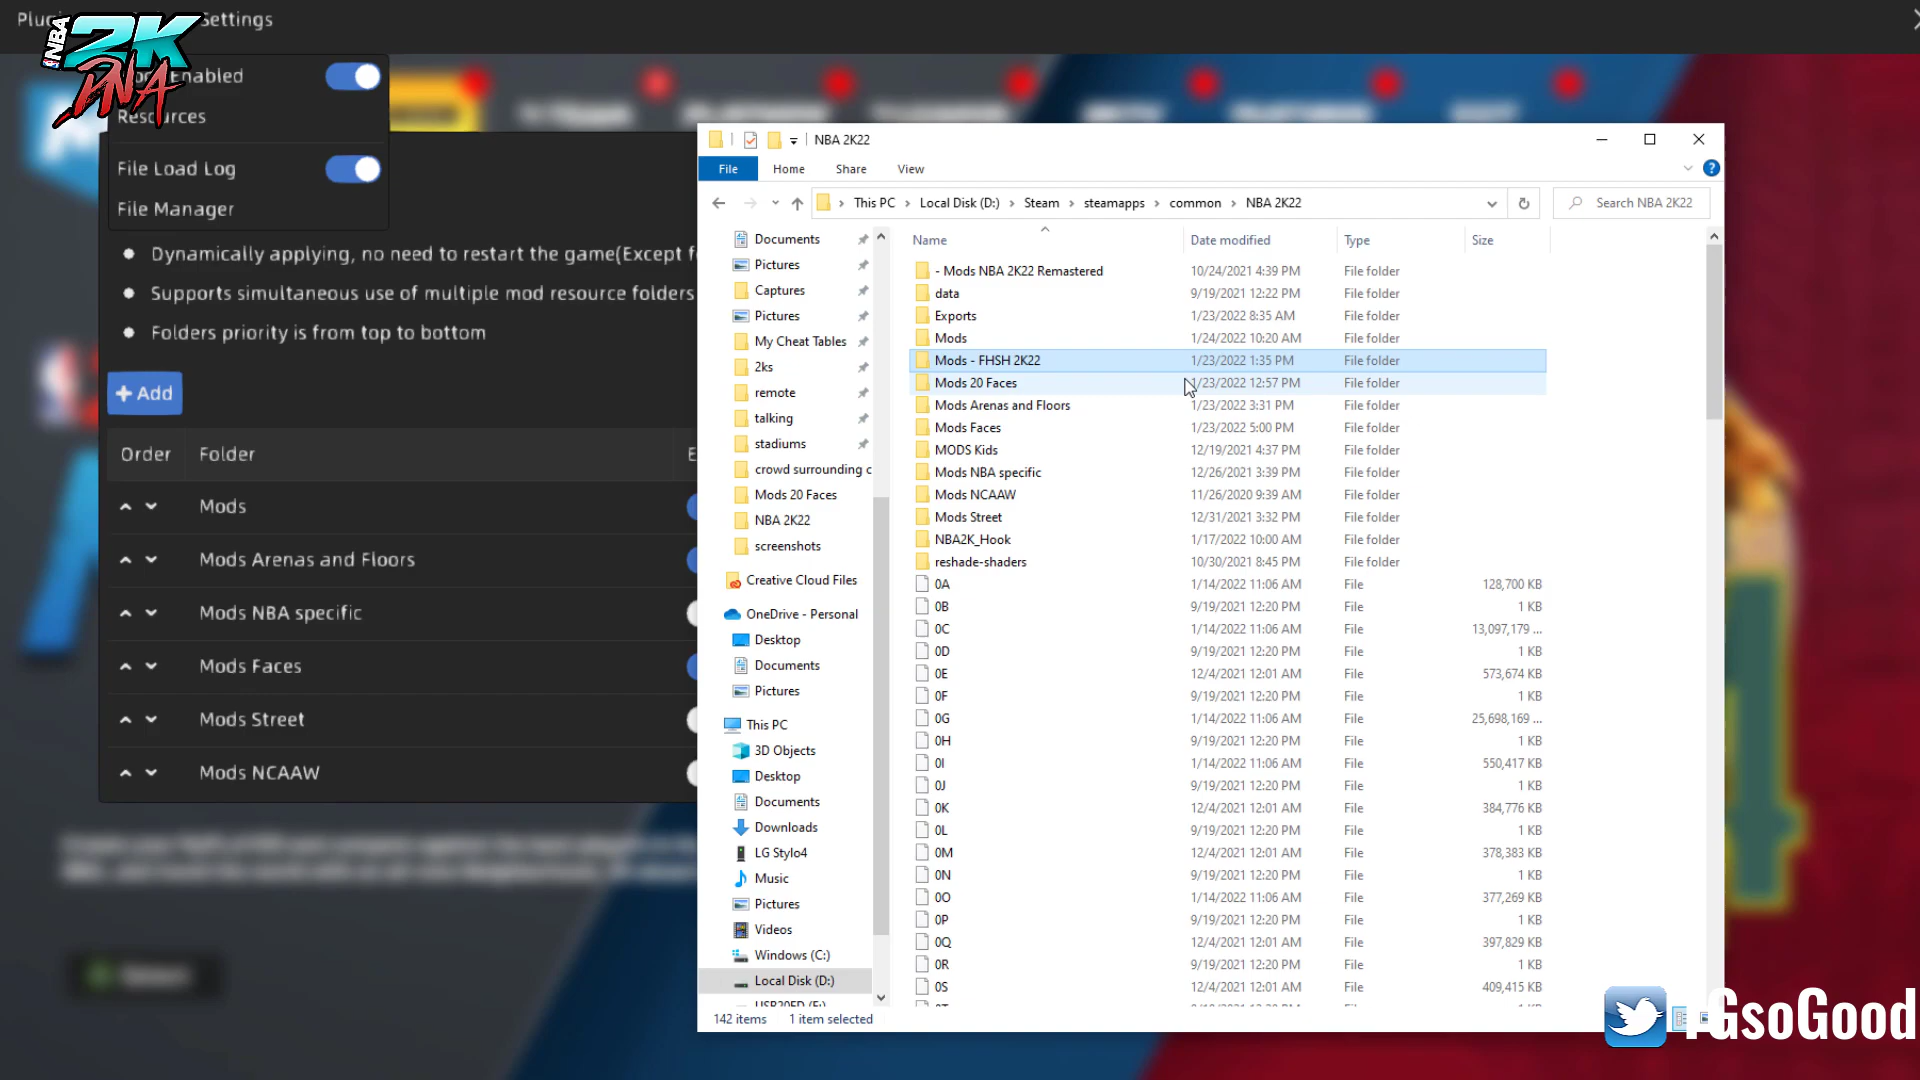 Settings
NBA 2K DNA
Enabled
Resources
File Load Log
File Manager
Dynamically applying, no need to restart the game(Except f
Supports simultaneous use of multiple mod resource folders
Folders priority is from top to bottom
+ Add
Order Folder E
Mods
Mods Arenas and Floors
Mods NBA specific
Mods Faces
Mods Street
Mods NCAAW
NBA 2K22
File Home Share View
This PC > Local Disk (D:) > Steam > steamapps > common > NBA 2K22
Search NBA 2K22
Documents
Pictures
Captures
Pictures
My Cheat Tables
2ks
remote
talking
stadiums
crowd surrounding c
Mods 20 Faces
NBA 2K22
screenshots
Creative Cloud Files
OneDrive - Personal
Desktop
Documents
Pictures
This PC
3D Objects
Desktop
Documents
Downloads
LG Stylo4
Music
Pictures
Videos
Windows (C:)
Local Disk (D:)
Name Date modified Type Size
- Mods NBA 2K22 Remastered 10/24/2021 4:39 PM File folder
data 9/19/2021 12:22 PM File folder
Exports 1/23/2022 8:35 AM File folder
Mods 1/24/2022 10:20 AM File folder
Mods - FHSH 2K22 1/23/2022 1:35 PM File folder
Mods 20 Faces 1/23/2022 12:57 PM File folder
Mods Arenas and Floors 1/23/2022 3:31 PM File folder
Mods Faces 1/23/2022 5:00 PM File folder
MODS Kids 12/19/2021 4:37 PM File folder
Mods NBA specific 12/26/2021 3:39 PM File folder
Mods NCAAW 11/26/2020 9:39 AM File folder
Mods Street 12/31/2021 3:32 PM File folder
NBA2K_Hook 1/17/2022 10:00 AM File folder
reshade-shaders 10/30/2021 8:45 PM File folder
0A 1/14/2022 11:06 AM File 128,700 KB
0B 9/19/2021 12:20 PM File 1 KB
0C 1/14/2022 11:06 AM File 13,097,179 ...
0D 9/19/2021 12:20 PM File 1 KB
0E 12/4/2021 12:01 AM File 573,674 KB
0F 9/19/2021 12:20 PM File 1 KB
0G 1/14/2022 11:06 AM File 25,698,169 ...
0H 9/19/2021 12:20 PM File 1 KB
0I 1/14/2022 11:06 AM File 550,417 KB
0J 9/19/2021 12:20 PM File 1 KB
0K 12/4/2021 12:01 AM File 384,776 KB
0L 9/19/2021 12:20 PM File 1 KB
0M 12/4/2021 12:01 AM File 378,383 KB
0N 9/19/2021 12:20 PM File 1 KB
0O 1/14/2022 11:06 AM File 377,269 KB
0P 9/19/2021 12:20 PM File 1 KB
0Q 12/4/2021 12:01 AM File 397,829 KB
0R 9/19/2021 12:20 PM File 1 KB
0S 12/4/2021 12:01 AM File 409,415 KB
142 items 1 item selected
TGsoGood